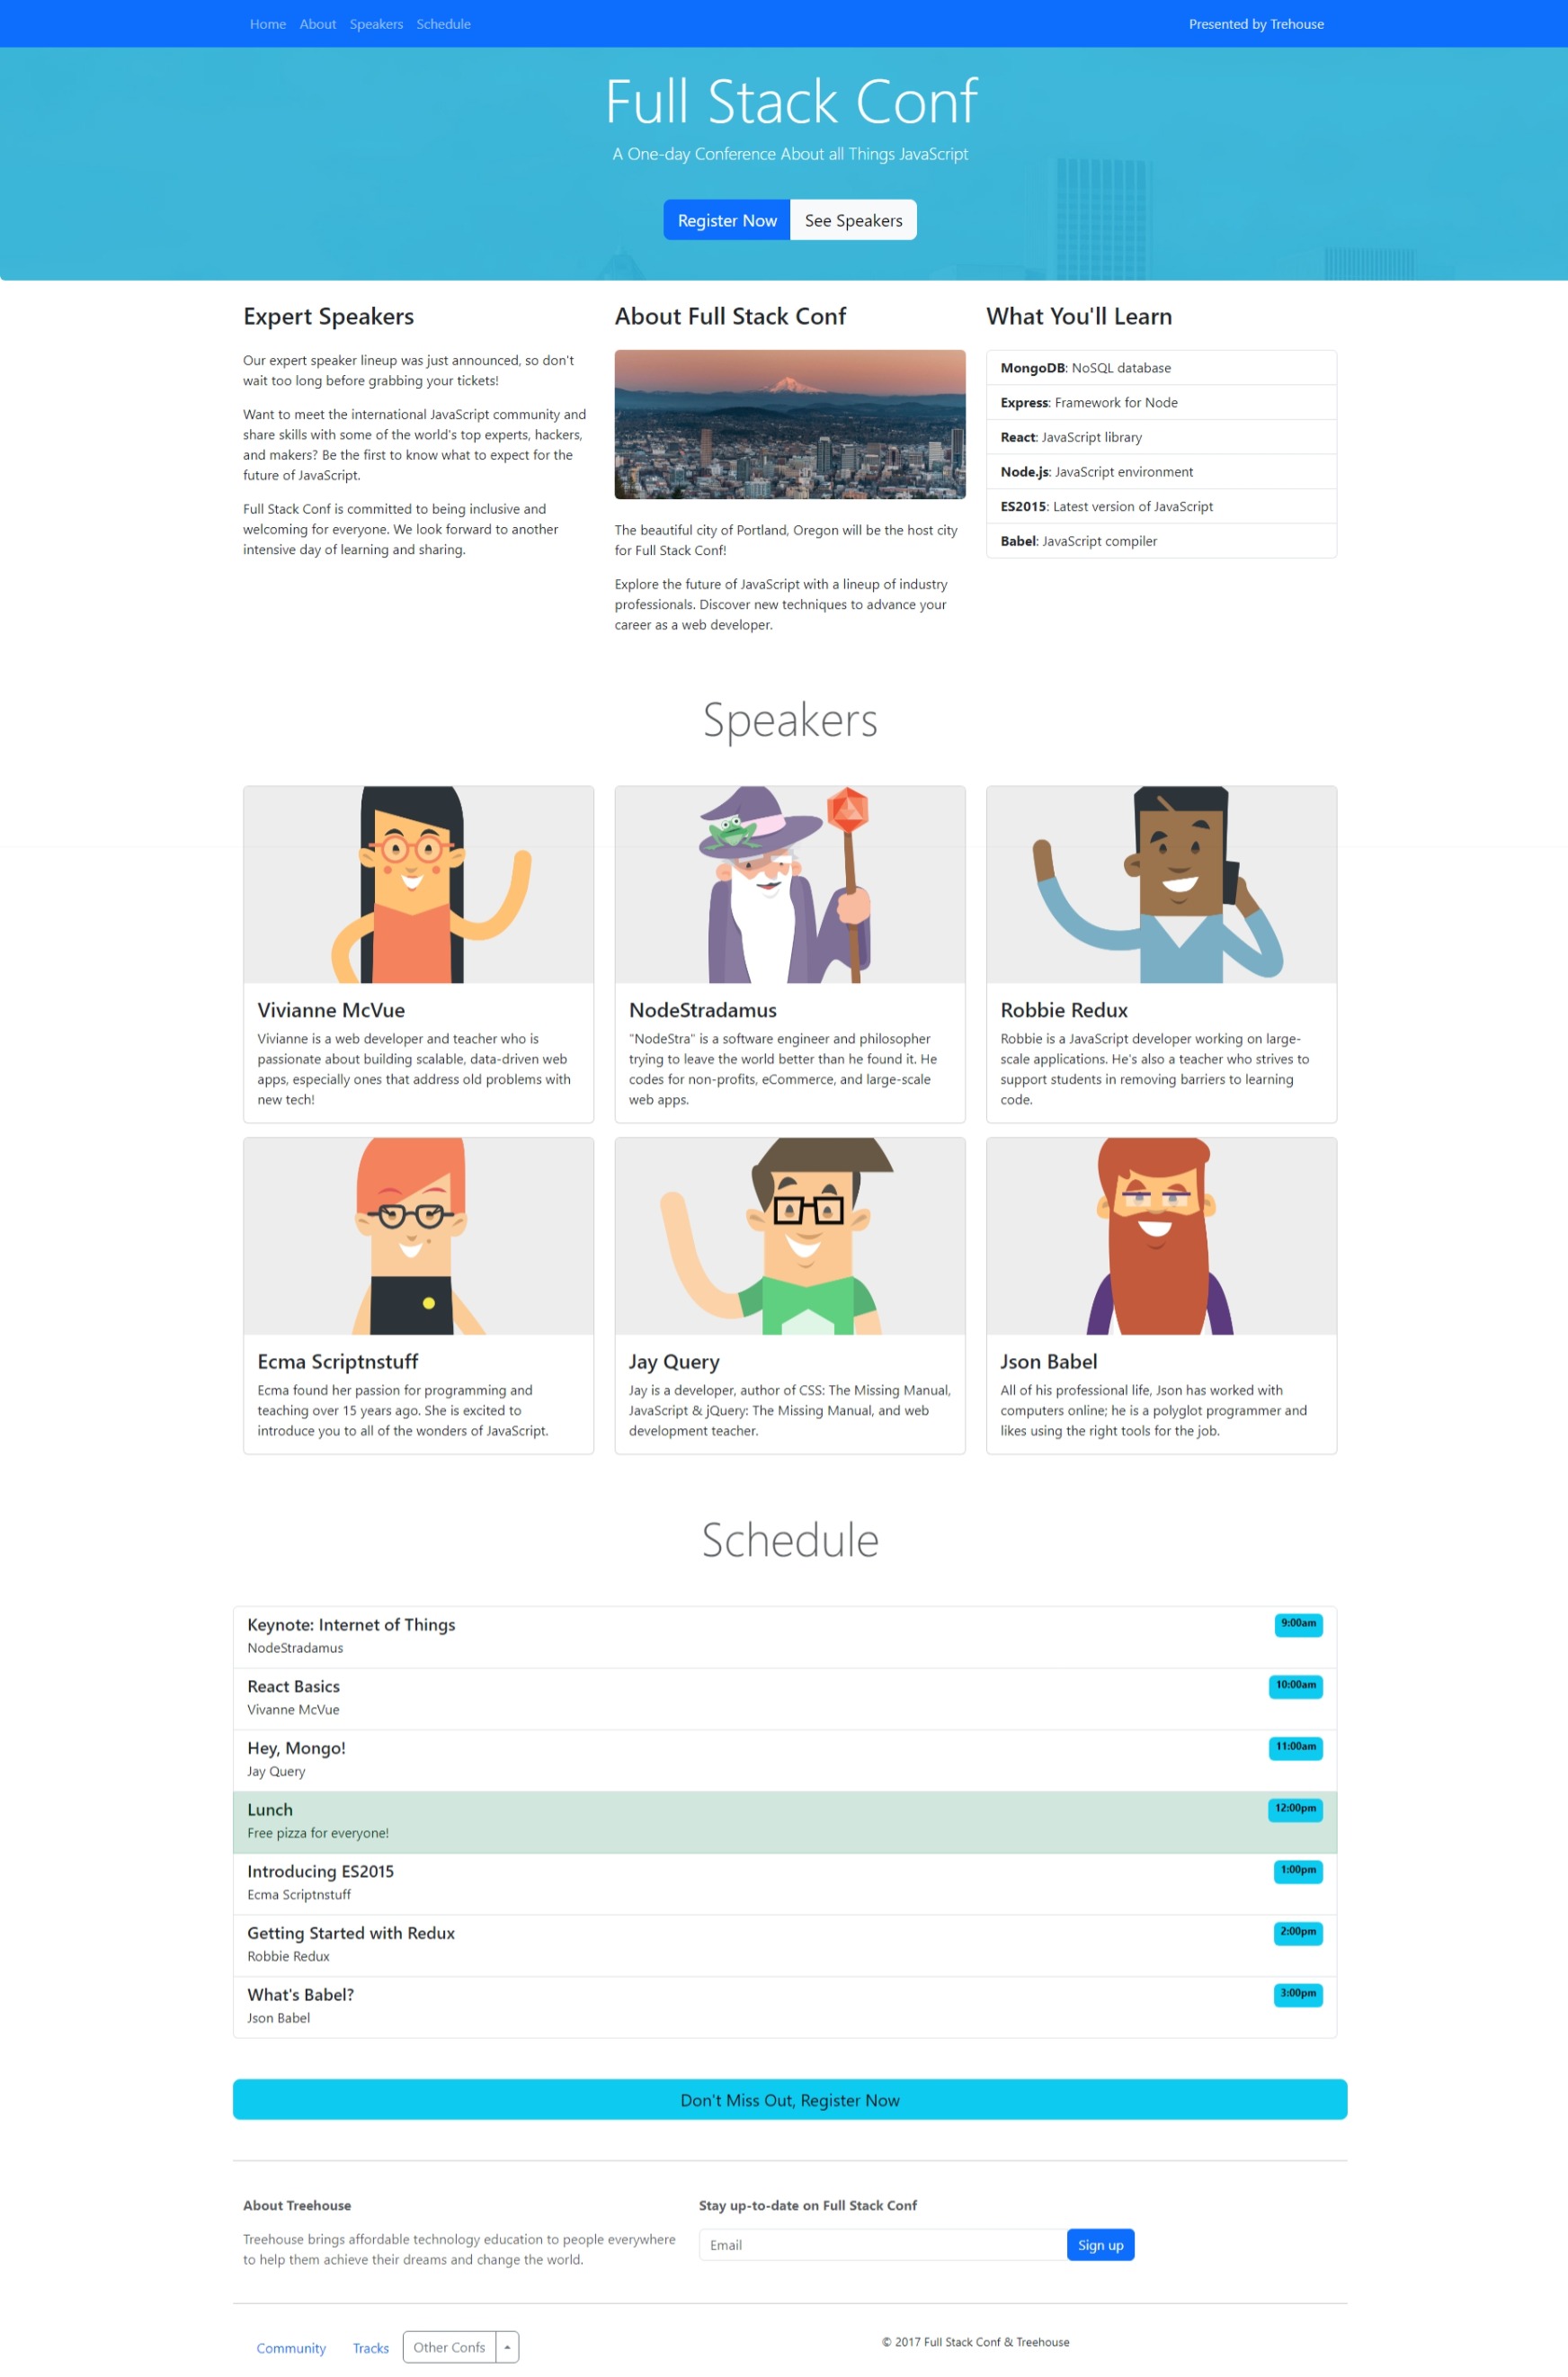 Home About Speakers Schedule Presented by Trehouse
Full Stack Conf
A One-day Conference About all Things JavaScript
Register Now See Speakers
Expert Speakers
Our expert speaker lineup was just announced, so don't
wait too long before grabbing your tickets!
Want to meet the international JavaScript community and
share skills with some of the world's top experts, hackers,
and makers? Be the first to know what to expect for the
future of JavaScript.
Full Stack Conf is committed to being inclusive and
welcoming for everyone. We look forward to another
intensive day of learning and sharing.
About Full Stack Conf
The beautiful city of Portland, Oregon will be the host city
for Full Stack Conf!
Explore the future of JavaScript with a lineup of industry
professionals. Discover new techniques to advance your
career as a web developer.
What You'll Learn
MongoDB: NoSQL database
Express: Framework for Node
React: JavaScript library
Node.js: JavaScript environment
ES2015: Latest version of JavaScript
Babel: JavaScript compiler
Speakers
Vivianne McVue
Vivianne is a web developer and teacher who is
passionate about building scalable, data-driven web
apps, especially ones that address old problems with
new tech!
NodeStradamus
"NodeStra" is a software engineer and philosopher
trying to leave the world better than he found it. He
codes for non-profits, eCommerce, and large-scale
web apps.
Robbie Redux
Robbie is a JavaScript developer working on large-
scale applications. He's also a teacher who strives to
support students in removing barriers to learning
code.
Ecma Scriptnstuff
Ecma found her passion for programming and
teaching over 15 years ago. She is excited to
introduce you to all of the wonders of JavaScript.
Jay Query
Jay is a developer, author of CSS: The Missing Manual,
JavaScript & jQuery: The Missing Manual, and web
development teacher.
Json Babel
All of his professional life, Json has worked with
computers online; he is a polyglot programmer and
likes using the right tools for the job.
Schedule
Keynote: Internet of Things 9:00am
NodeStradamus
React Basics 10:00am
Vivanne McVue
Hey, Mongo! 11:00am
Jay Query
Lunch 12:00pm
Free pizza for everyone!
Introducing ES2015 1:00pm
Ecma Scriptnstuff
Getting Started with Redux 2:00pm
Robbie Redux
What's Babel? 3:00pm
Json Babel
Don't Miss Out, Register Now
About Treehouse
Treehouse brings affordable technology education to people everywhere
to help them achieve their dreams and change the world.
Stay up-to-date on Full Stack Conf
Email Sign up
Community Tracks Other Confs © 2017 Full Stack Conf & Treehouse